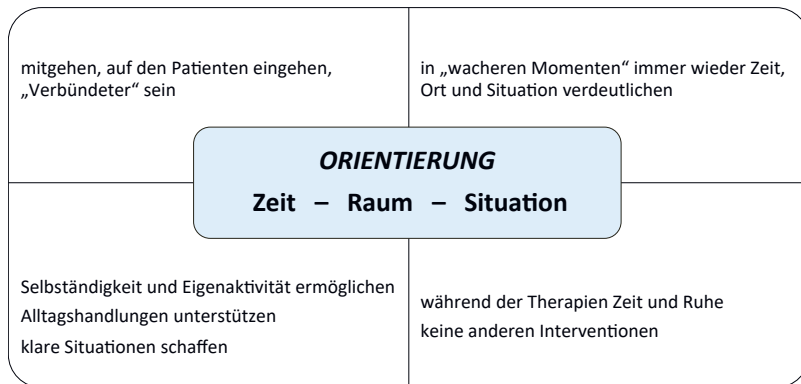 mitgehen, auf den Patienten eingehen,
„Verbündeter“ sein
in „wacheren Momenten“ immer wieder Zeit,
Ort und Situation verdeutlichen
ORIENTIERUNG
Zeit – Raum – Situation
Selbständigkeit und Eigenaktivität ermöglichen
Alltagshandlungen unterstützen
klare Situationen schaffen
während der Therapien Zeit und Ruhe
keine anderen Interventionen